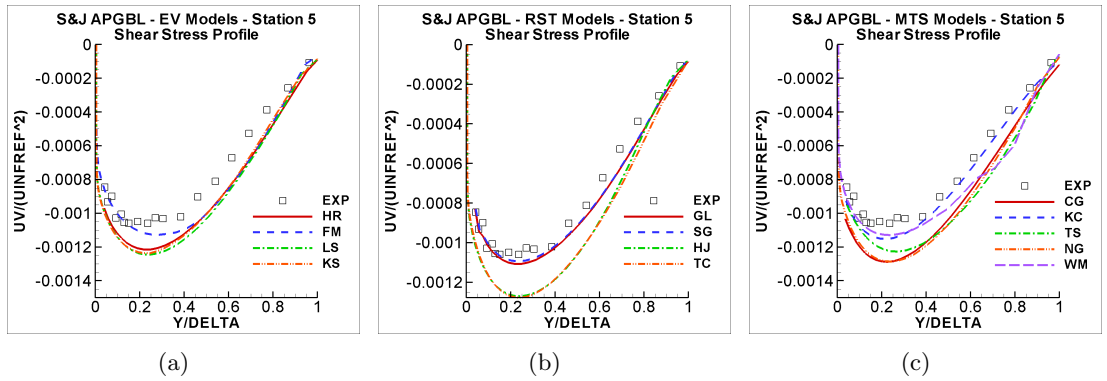 S&J APGBL - EV Models - Station 5
Shear Stress Profile
0
-0.0002
-0.0004
-0.0006
-0.0008
-0.001
-0.0012
-0.0014
UV/(UINFREF^2)
EXP
HR
FM
LS
KS
0 0.2 0.4 0.6 0.8 1
Y/DELTA
(a)
S&J APGBL - RST Models - Station 5
Shear Stress Profile
0
-0.0002
-0.0004
-0.0006
-0.0008
-0.001
-0.0012
UV/(UINFREF^2)
EXP
GL
SG
HJ
TC
0 0.2 0.4 0.6 0.8 1
Y/DELTA
(b)
S&J APGBL - MTS Models - Station 5
Shear Stress Profile
0
-0.0002
-0.0004
-0.0006
-0.0008
-0.001
-0.0012
-0.0014
UV/(UINFREF^2)
EXP
CG
KC
TS
NG
WM
0 0.2 0.4 0.6 0.8 1
Y/DELTA
(c)